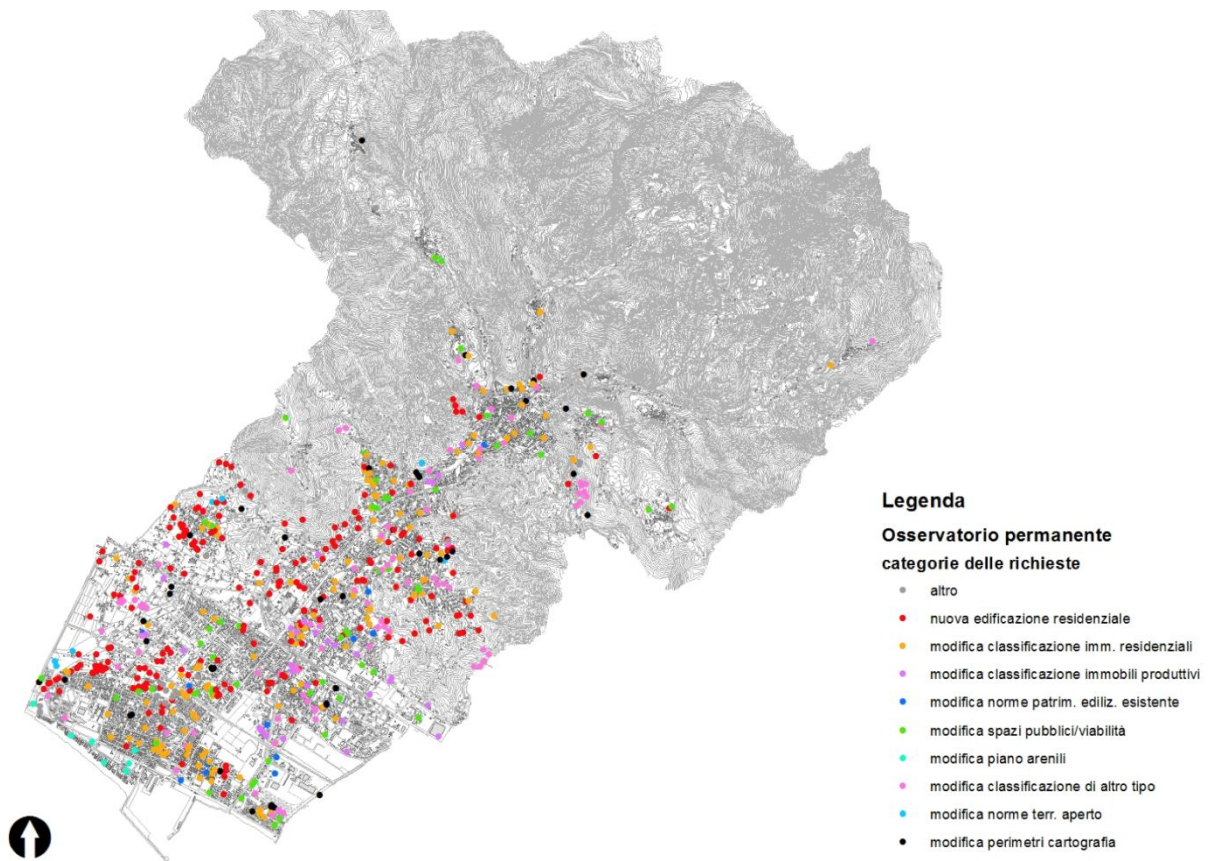 Legenda
Osservatorio permanente
categorie delle richieste
altro
nuova edificazione residenziale
modifica classificazione imm. residenziali
modifica classificazione immobili produttivi
modifica norme patrim. ediliz. esistente
modifica spazi pubblici/viabilità
modifica piano arenili
modifica classificazione di altro tipo
modifica norme terr. aperto
modifica perimetri cartografia